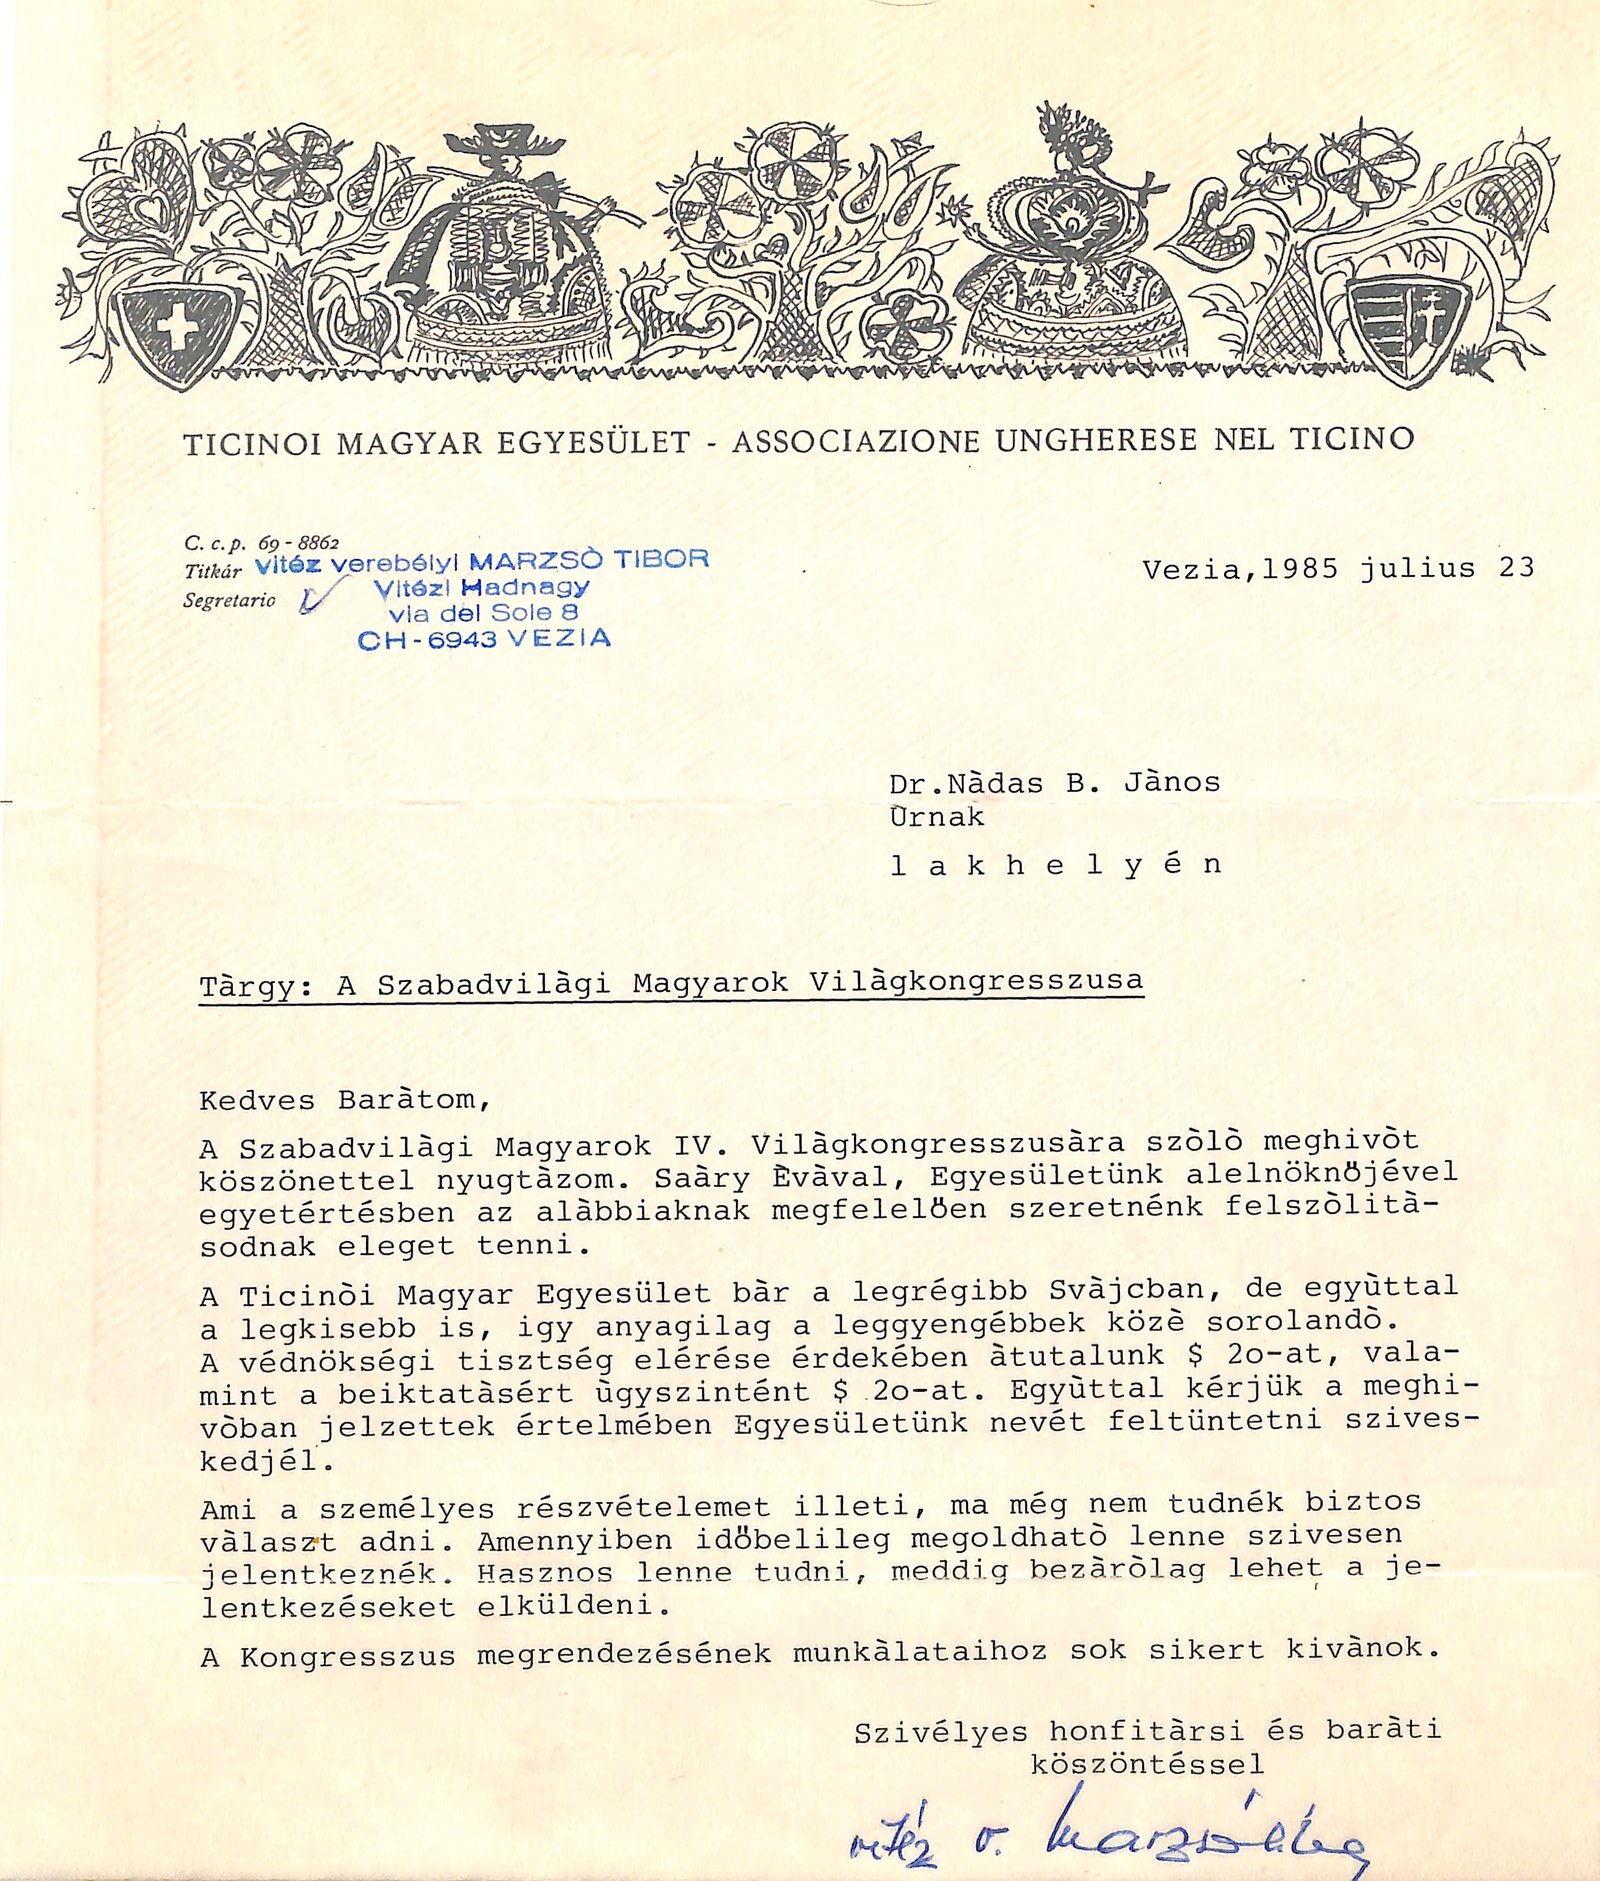 TICINOI MAGYAR EGYESÜLET - ASSOCIAZIONE UNGHERESE NEL TICINO
C. c. p. 69 - 8862
Titkár vitéz verebélyi MARZSÒ TIBOR
Segretario Vitézi Hadnagy
via del Sole 8
CH-6943 VEZIA
Vezia,1985 julius 23
Dr.Nàdas B. Jànos
Ùrnak
l a k h e l y é n
Tàrgy: A Szabadvilàgi Magyarok Vilàgkongresszusa
Kedves Baràtom,
A Szabadvilàgi Magyarok IV. Vilàgkongresszusàra szòlò meghivòt
köszönettel nyugtàzom. Saàry Èvàval, Egyesületünk alelnöknőjével
egyetértésben az alàbbiaknak megfelelően szeretnénk felszòlità-
sodnak eleget tenni.
A Ticinòi Magyar Egyesület bàr a legrégibb Svàjcban, de egyùttal
a legkisebb is, igy anyagilag a leggyengébbek közè sorolandò.
A védnökségi tisztség elérése érdekében àtutalunk $ 2o-at, vala-
mint a beiktatàsért ùgyszintént $ 2o-at. Egyùttal kérjük a meghi-
vòban jelzettek értelmében Egyesületünk nevét feltüntetni szives-
kedjél.
Ami a személyes részvételemet illeti, ma még nem tudnék biztos
vàlaszt adni. Amennyiben időbelileg megoldhatò lenne szivesen
jelentkeznék. Hasznos lenne tudni, meddig bezàròlag lehet a je-
lentkezéseket elküldeni.
A Kongresszus megrendezésének munkàlataihoz sok sikert kivànok.
Szivélyes honfitàrsi és baràti
köszöntéssel
vitéz v. Marzsó